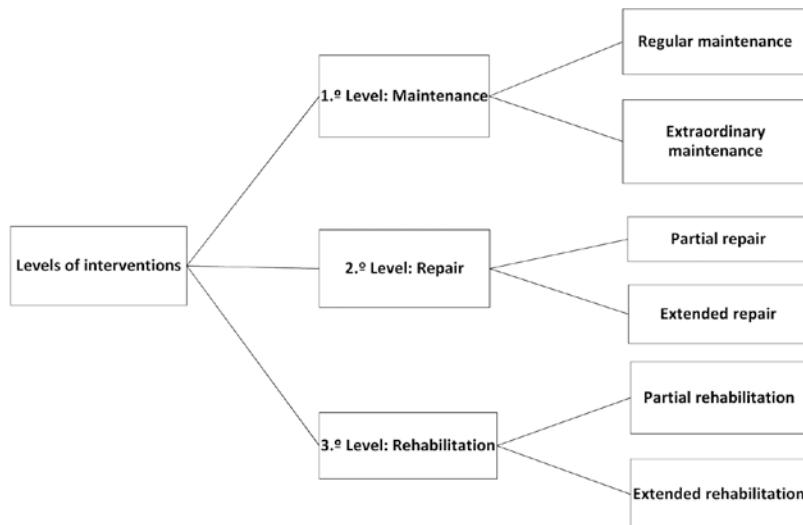 Levels of interventions
1.º Level: Maintenance
Regular maintenance
Extraordinary
maintenance
2.º Level: Repair
Partial repair
Extended repair
3.º Level: Rehabilitation
Partial rehabilitation
Extended rehabilitation